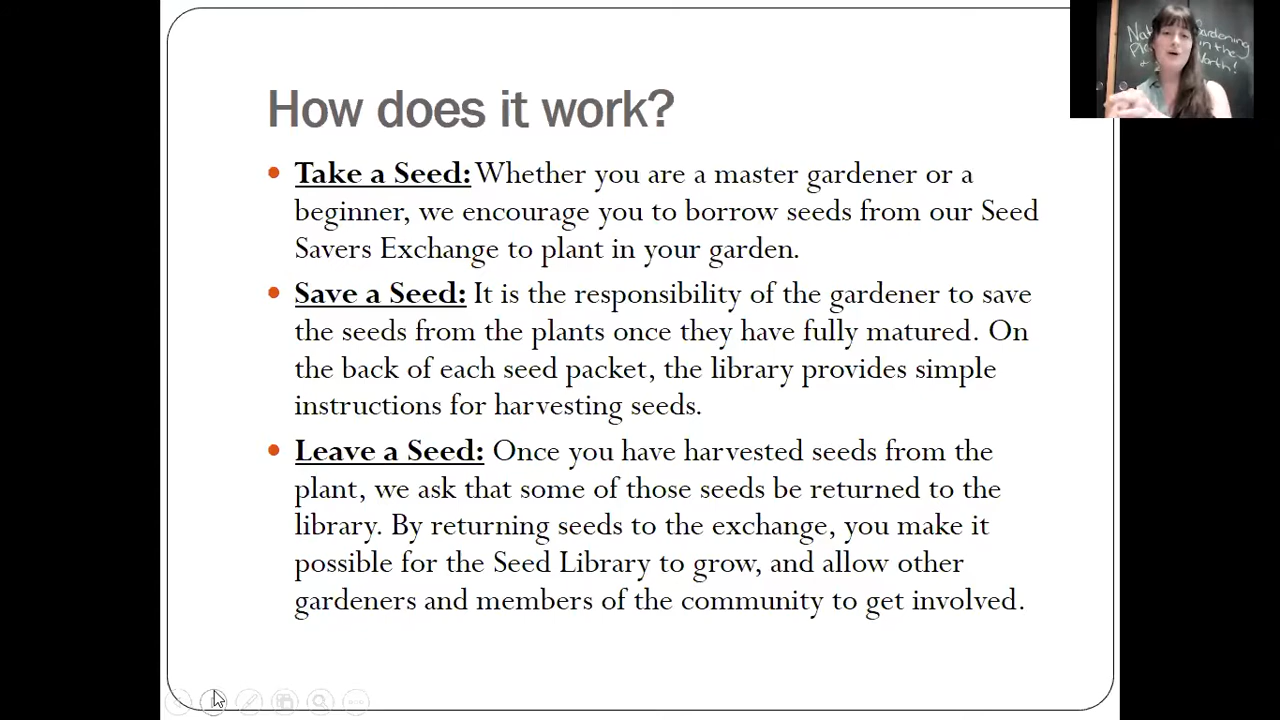 How does it work?
Take a Seed: Whether you are a master gardener or a
beginner, we encourage you to borrow seeds from our Seed
Savers Exchange to plant in your garden.
Save a Seed: It is the responsibility of the gardener to save
the seeds from the plants once they have fully matured. On
the back of each seed packet, the library provides simple
instructions for harvesting seeds.
Leave a Seed: Once you have harvested seeds from the
plant, we ask that some of those seeds be returned to the
library. By returning seeds to the exchange, you make it
possible for the Seed Library to grow, and allow other
gardeners and members of the community to get involved.
in the